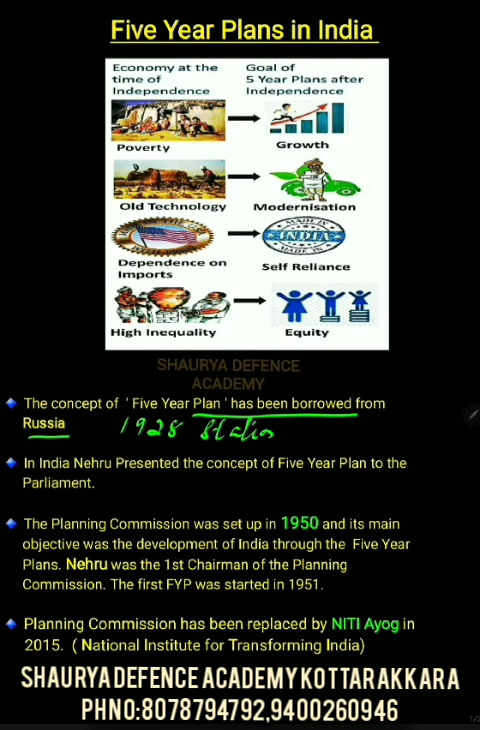 Five Year Plans in India
Economy at the
time of
Independence
Goal of
5 Year Plans after
Independence
Poverty
Growth
Old Technology
Modernisation
MADE IN
INDIA
MADE IN
Dependence on
Imports
Self Reliance
High Inequality
Equity
SHAURYA DEFENCE
ACADEMY
The concept of ' Five Year Plan ' has been borrowed from
Russia
1928
In India Nehru Presented the concept of Five Year Plan to the
Parliament.
The Planning Commission was set up in 1950 and its main
objective was the development of India through the Five Year
Plans. Nehru was the 1st Chairman of the Planning
Commission. The first FYP was started in 1951.
Planning Commission has been replaced by NITI Ayog in
2015. ( National Institute for Transforming India)
SHAURYA DEFENCE ACADEMY KOTTARAKKARA
PHNO:8078794792,9400260946